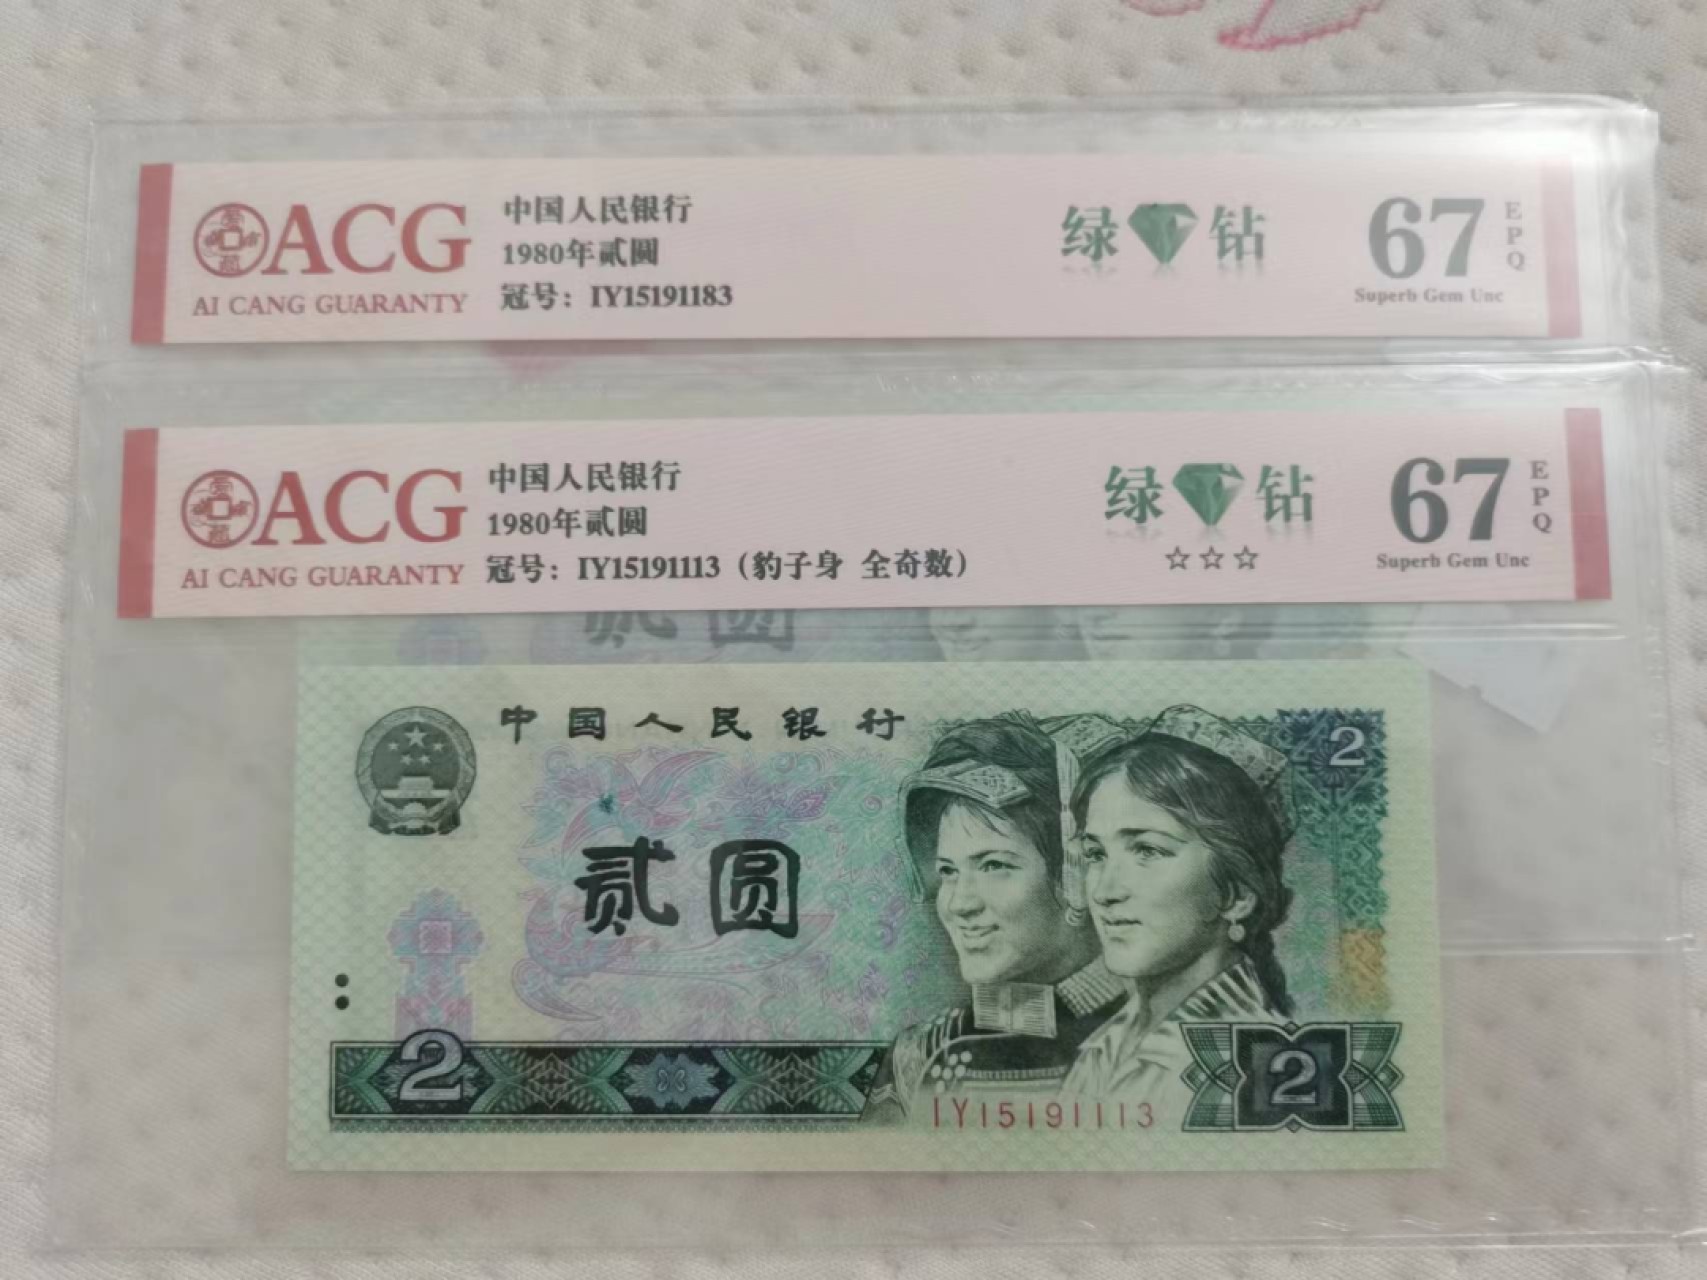 ACG
AI CANG GUARANTY
中国人民银行
1980年贰圆
冠号：IY15191183
绿钻
67
EPQ
Superb Gem Unc
ACG
AI CANG GUARANTY
中国人民银行
1980年贰圆
冠号：IY15191113（豹子身 全奇数）
绿钻
☆☆☆
67
EPQ
Superb Gem Unc
贰圆
中国人民银行
2
贰圆
2
IY15191113
2